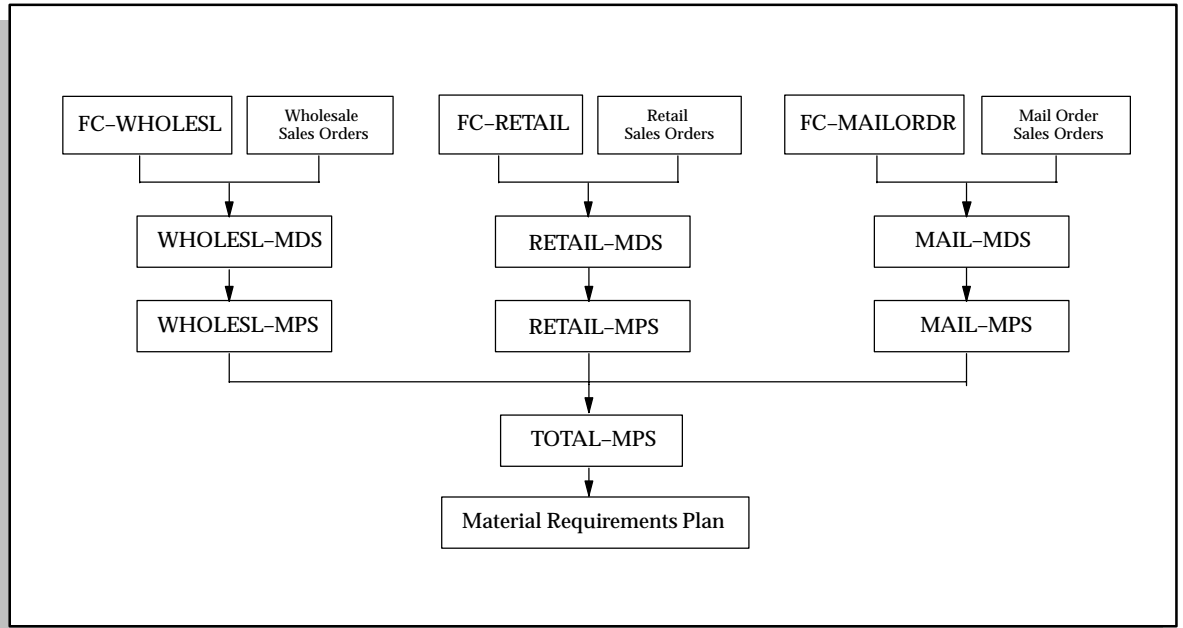 FC–WHOLESL
Wholesale
Sales Orders
FC–RETAIL
Retail
Sales Orders
FC–MAILORDR
Mail Order
Sales Orders
WHOLESL–MDS
RETAIL–MDS
MAIL–MDS
WHOLESL–MPS
RETAIL–MPS
MAIL–MPS
TOTAL–MPS
Material Requirements Plan